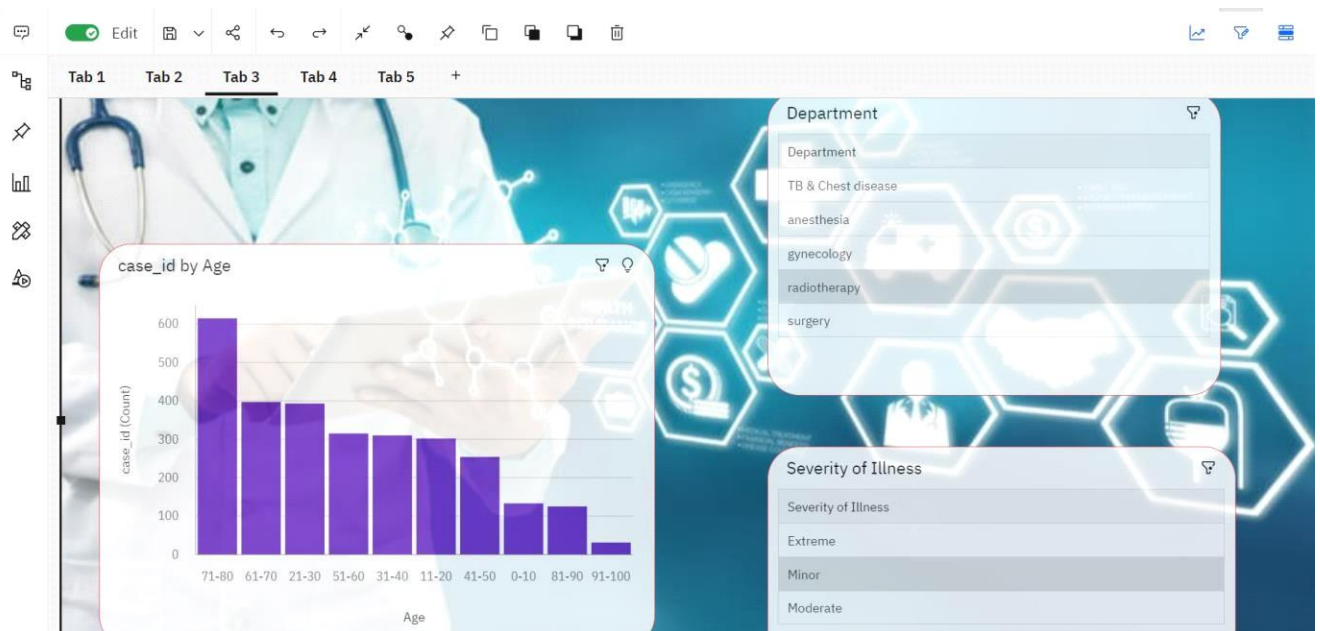 Edit
Tab 1 Tab 2 Tab 3 Tab 4 Tab 5 +
Department
Department
TB & Chest disease
anesthesia
gynecology
radiotherapy
surgery
case_id by Age
case_id (Count)
600
500
400
300
200
100
0
71-80 61-70 21-30 51-60 31-40 11-20 41-50 0-10 81-90 91-100
Age
Severity of Illness
Severity of Illness
Extreme
Minor
Moderate